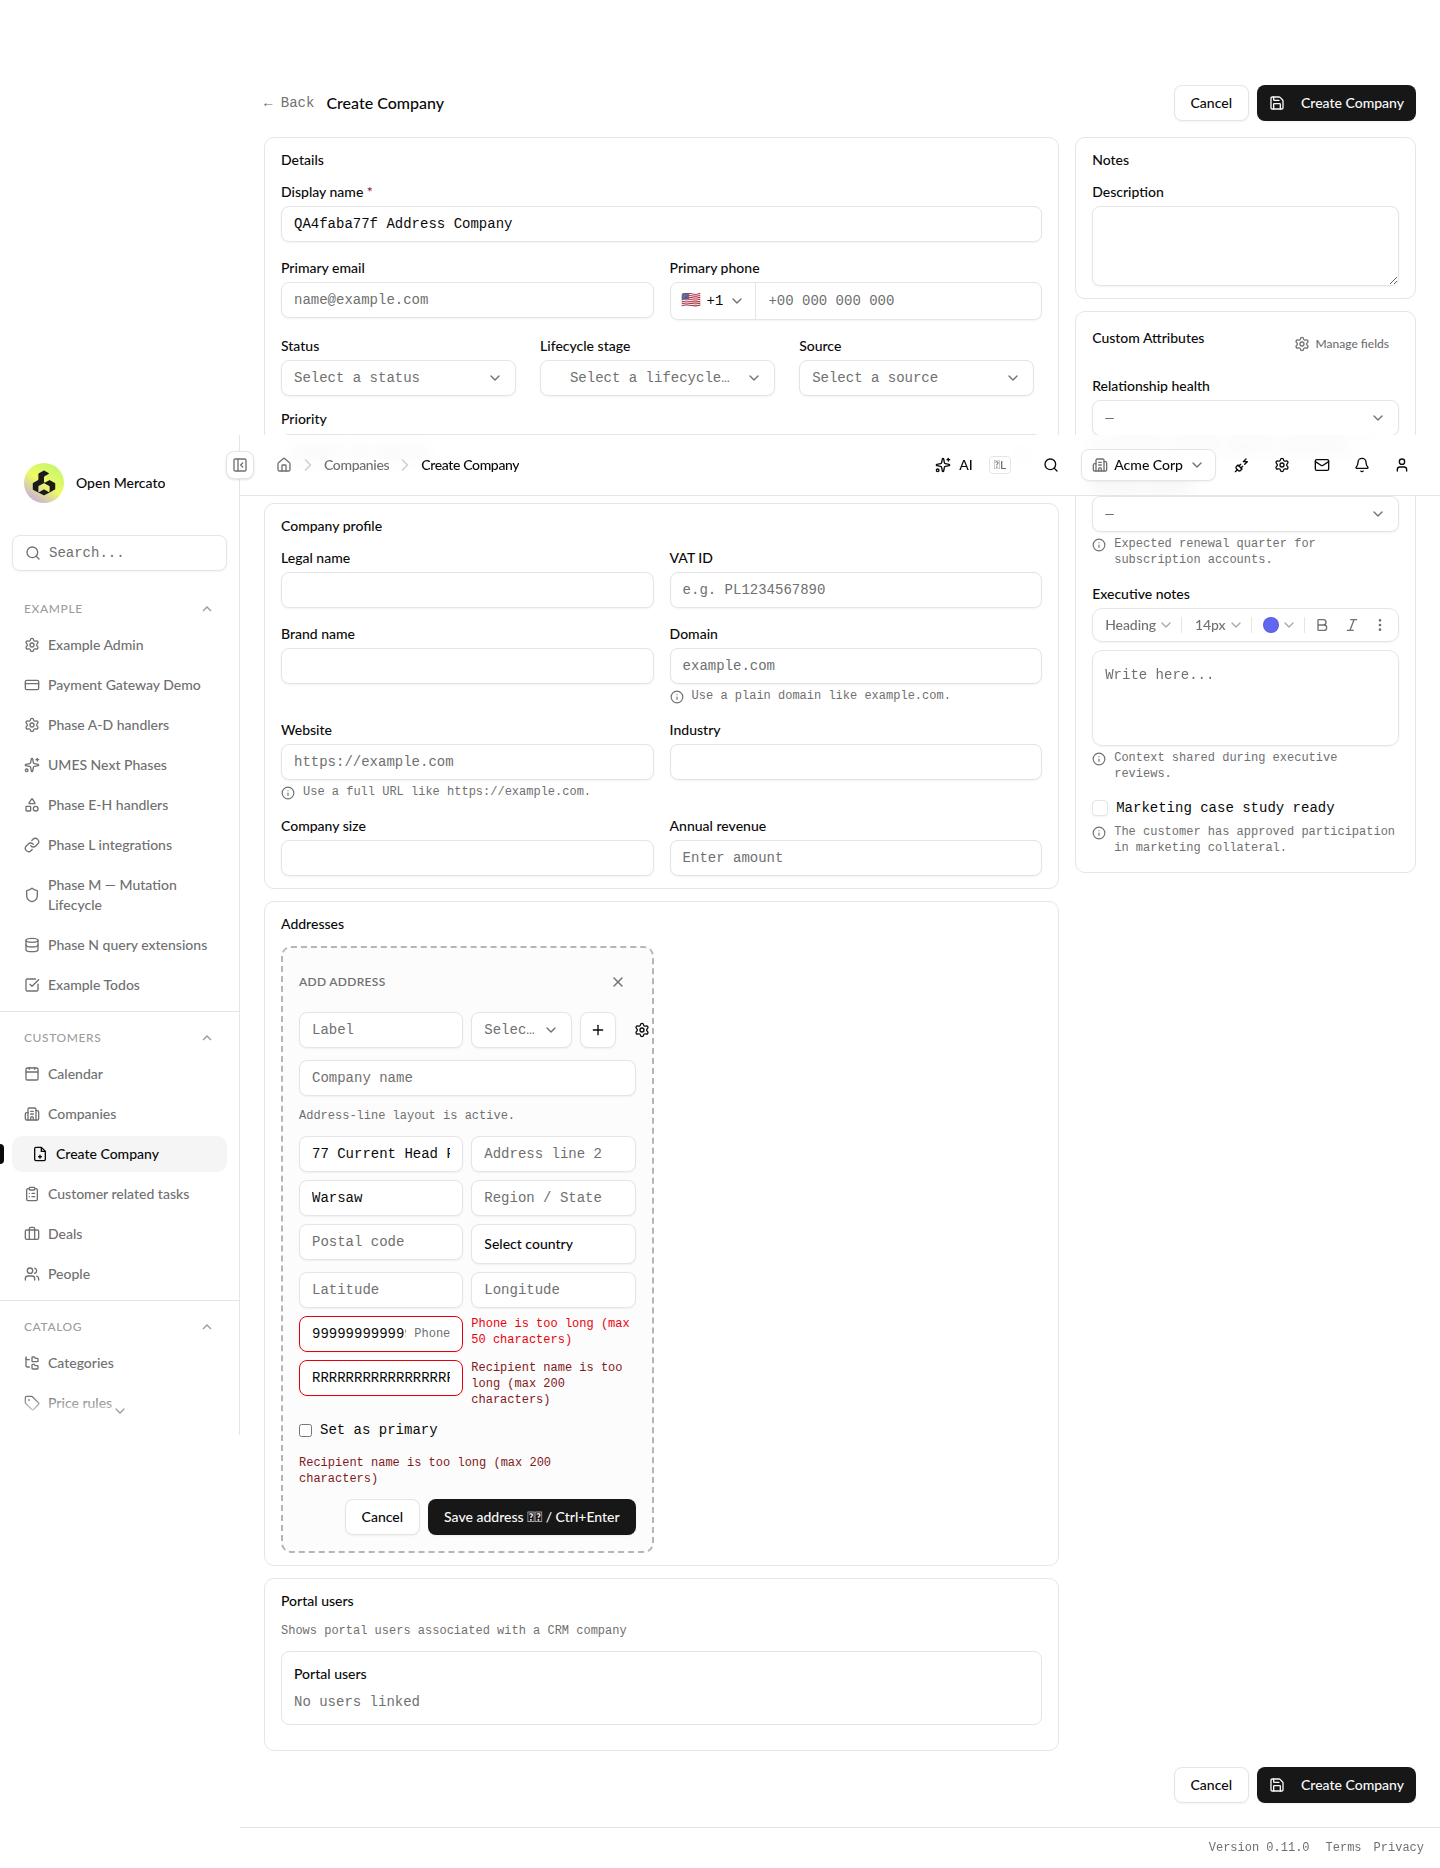 ← Back Create Company
Cancel
Create Company
Details
Display name *
QA4faba77f Address Company
Primary email
Primary phone
name@example.com
+1
+00 000 000 000
Status
Lifecycle stage
Source
Select a status
Select a lifecycle…
Select a source
Priority
Notes
Description
Custom Attributes
Manage fields
Relationship health
—
Open Mercato
Companies
Create Company
AI
L
Acme Corp
Search...
EXAMPLE
Example Admin
Payment Gateway Demo
Phase A-D handlers
UMES Next Phases
Phase E-H handlers
Phase L integrations
Phase M — Mutation
Lifecycle
Phase N query extensions
Example Todos
CUSTOMERS
Calendar
Companies
Create Company
Customer related tasks
Deals
People
CATALOG
Categories
Price rules
Company profile
Legal name
VAT ID
e.g. PL1234567890
Brand name
Domain
example.com
Use a plain domain like example.com.
Website
Industry
https://example.com
Use a full URL like https://example.com.
Company size
Annual revenue
Enter amount
—
Expected renewal quarter for
subscription accounts.
Executive notes
Heading
14px
Write here...
Context shared during executive
reviews.
Marketing case study ready
The customer has approved participation
in marketing collateral.
Addresses
ADD ADDRESS
Label
Selec…
Company name
Address-line layout is active.
77 Current Head
Address line 2
Warsaw
Region / State
Postal code
Select country
Latitude
Longitude
99999999999
Phone
Phone is too long (max
50 characters)
RRRRRRRRRRRRRRRR
Recipient name is too
long (max 200
characters)
Set as primary
Recipient name is too long (max 200
characters)
Cancel
Save address / Ctrl+Enter
Portal users
Shows portal users associated with a CRM company
Portal users
No users linked
Cancel
Create Company
Version 0.11.0
Terms
Privacy